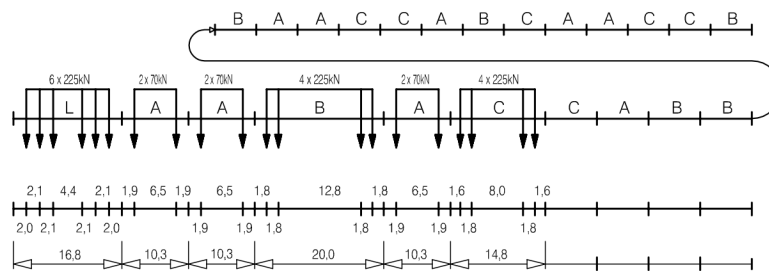 B A A C C A B C A A C C B
6 x 225kN 2 x 70kN 2 x 70kN 4 x 225kN 2 x 70kN 4 x 225kN
L A A B A C C A B B
2,1 4,4 2,1 1,9 6,5 1,9 6,5 1,8 12,8 1,8 6,5 1,6 8,0 1,6
2,0 2,1 2,1 2,0 1,9 1,9 1,8 1,8 1,9 1,9 1,8 1,8
16,8 10,3 10,3 20,0 10,3 14,8